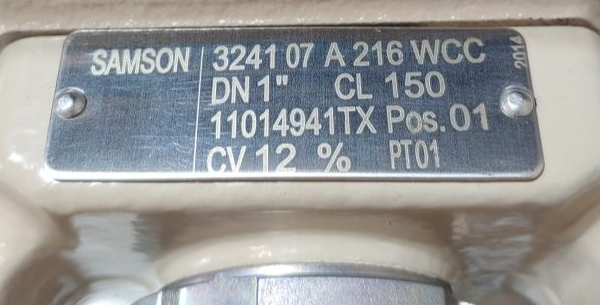 SAMSON 3241 07 A 216 WCC
DN 1" CL 150
11014941TX Pos. 01
CV 12 % PT01
2014